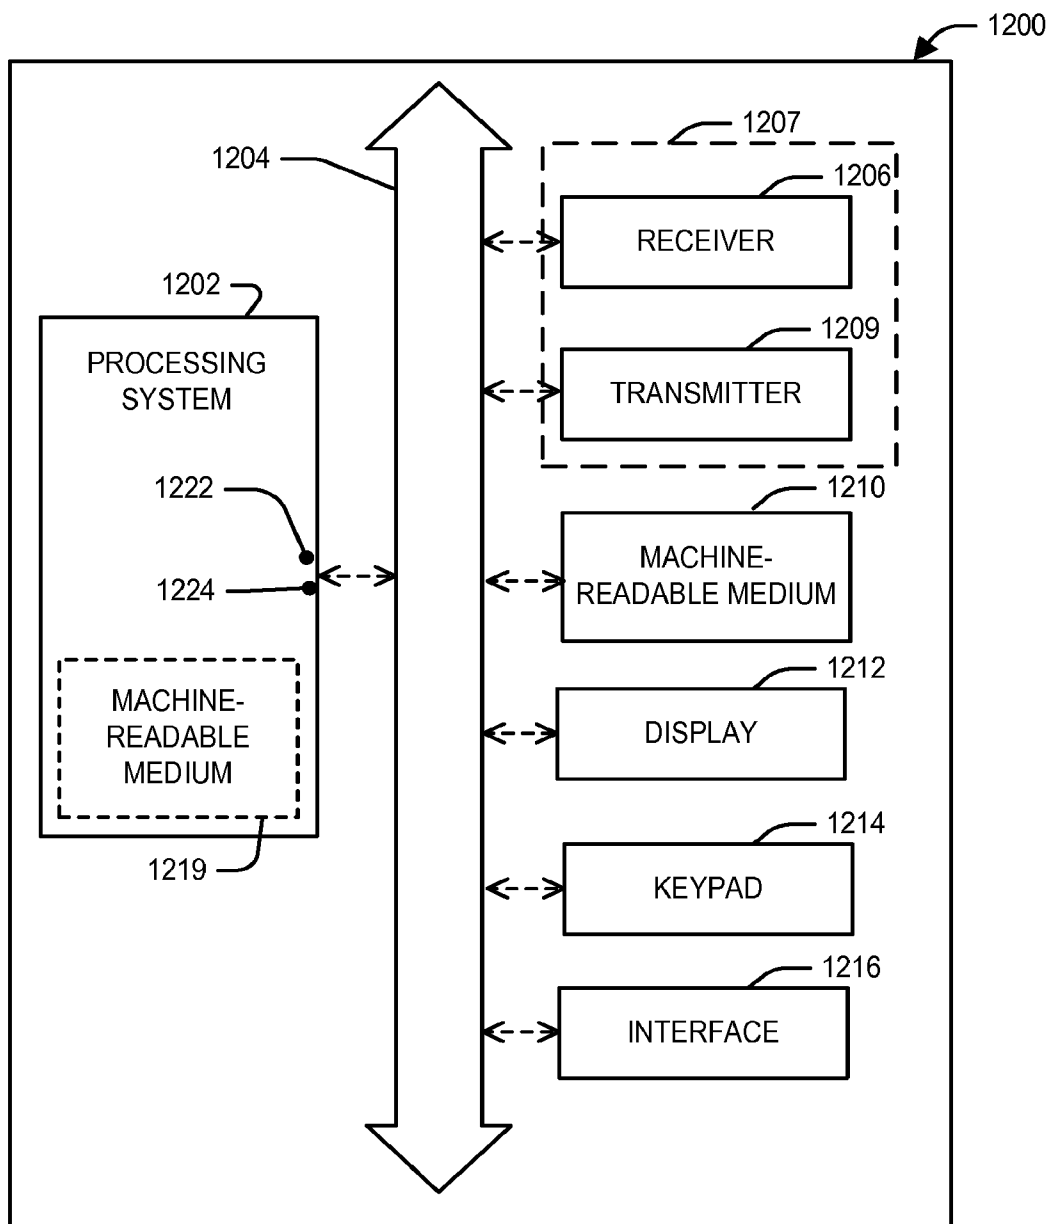 1200
1207
1204
1206
RECEIVER
1202
1209
PROCESSING
SYSTEM
TRANSMITTER
1222
1210
MACHINE-
READABLE MEDIUM
1224
1212
MACHINE-
READABLE
MEDIUM
DISPLAY
1214
1219
KEYPAD
1216
INTERFACE